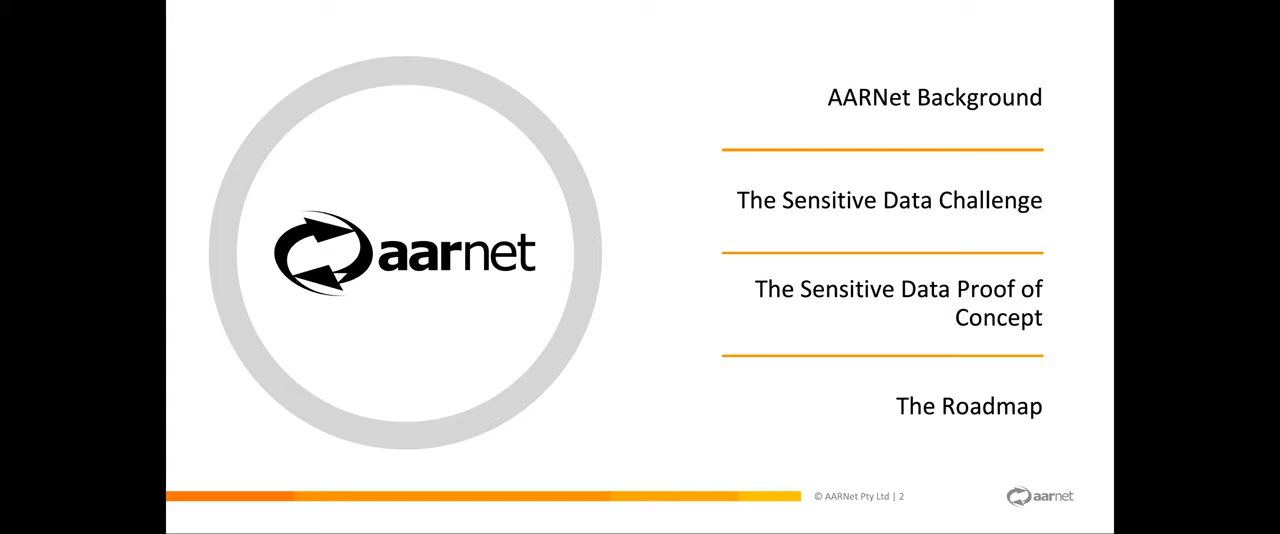 aarnet
AARNet Background
The Sensitive Data Challenge
The Sensitive Data Proof of
Concept
The Roadmap
© AARNet Pty Ltd | 2
aarnet